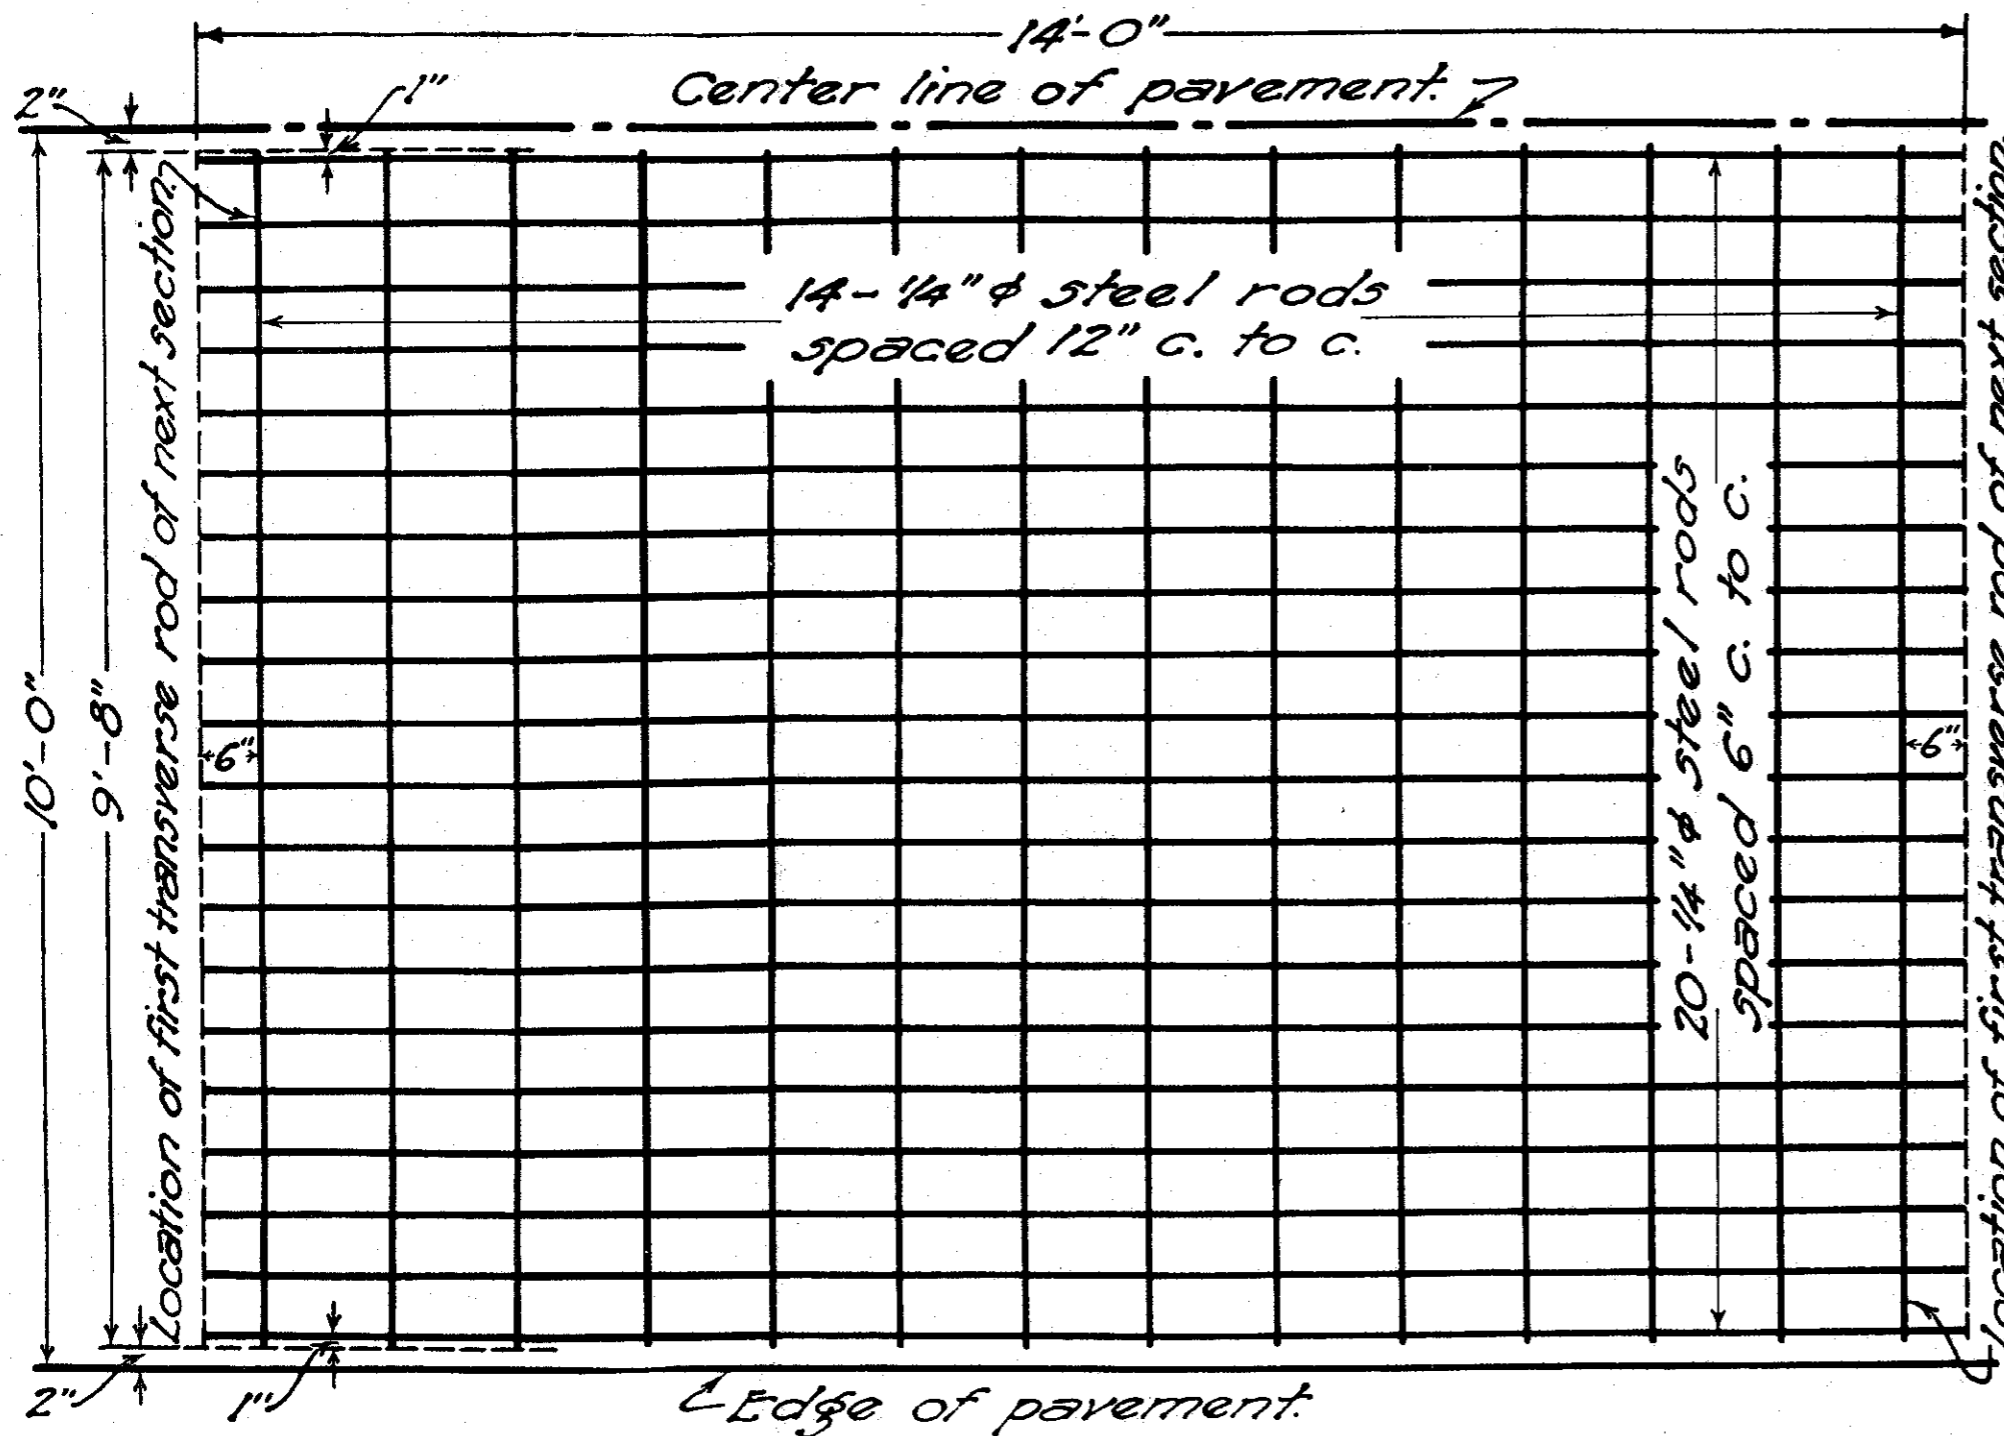 14'-0"
Center line of pavement.
2"
1"
14-1/4"ϕ steel rods
spaced 12" c. to c.
10'-0"
9'-8"
Location of first transverse rod of next section.
6"
20-1/4"ϕ steel rods
spaced 6" c. to c.
6"
Location of first transverse rod of next section.
2"
1"
Edge of pavement.